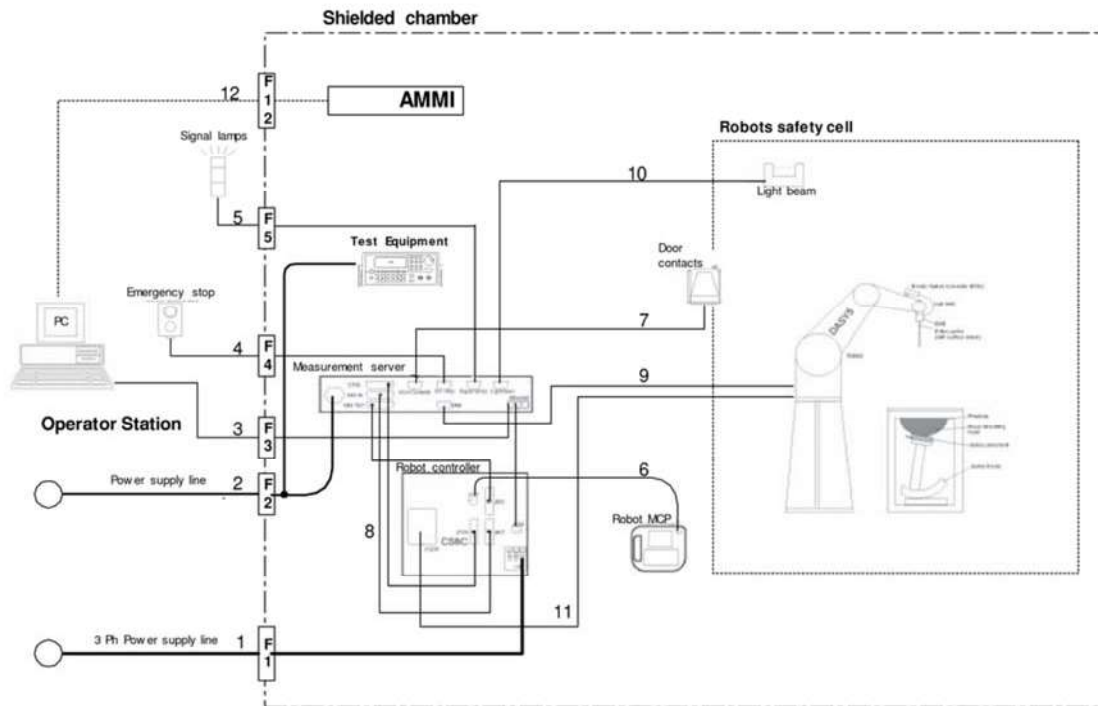 Shielded chamber
12
F
1
2
AMMI
Signal lamps
Robots safety cell
10
Light beam
5
F
5
Test Equipment
Door
contacts
Emergency stop
PC
DASY5
7
4
F
4
Measurement server
9
Operator Station
3
F
3
Robot controller
6
Power supply line
2
F
2
Robot MCP
8
CS8C
11
3 Ph Power supply line
1
F
1